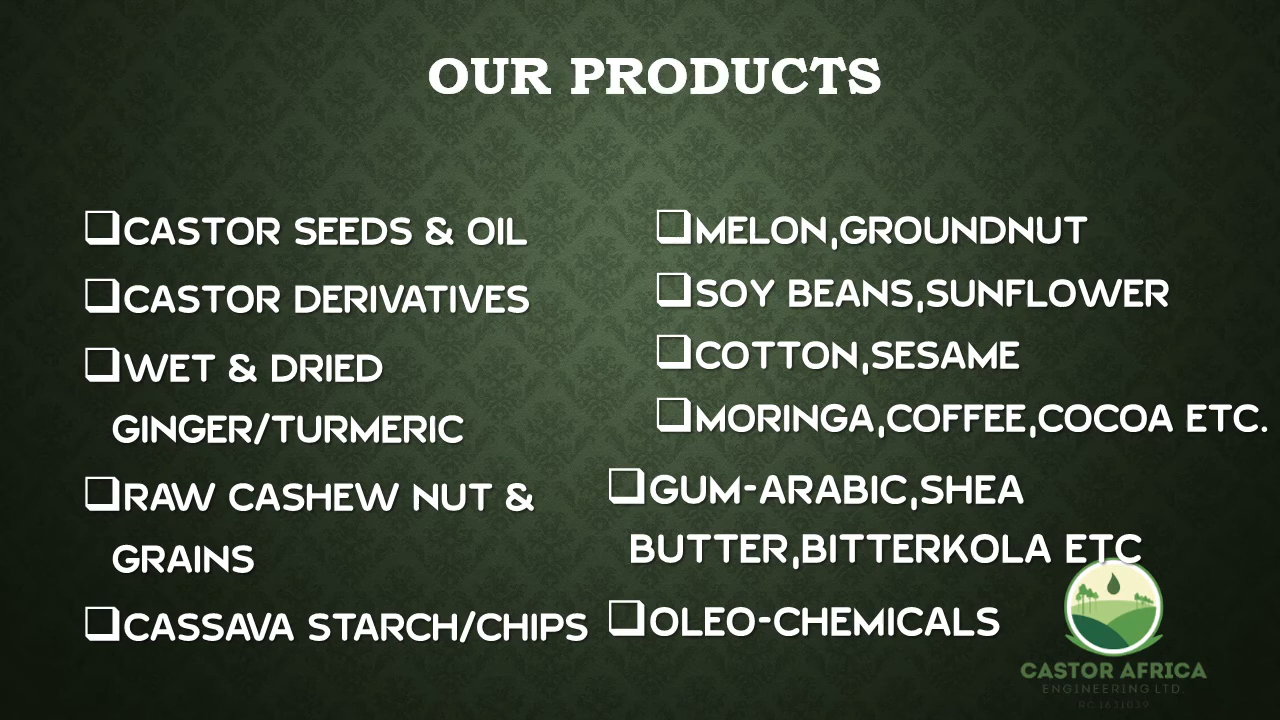 OUR PRODUCTS
❑CASTOR SEEDS & OIL
❑CASTOR DERIVATIVES
❑WET & DRIED
GINGER/TURMERIC
❑RAW CASHEW NUT &
GRAINS
❑CASSAVA STARCH/CHIPS
❑MELON,GROUNDNUT
❑SOY BEANS,SUNFLOWER
❑COTTON,SESAME
❑MORINGA,COFFEE,COCOA ETC.
❑GUM-ARABIC,SHEA
BUTTER,BITTERKOLA ETC
❑OLEO-CHEMICALS
CASTOR AFRICA
ENGINEERING LTD.